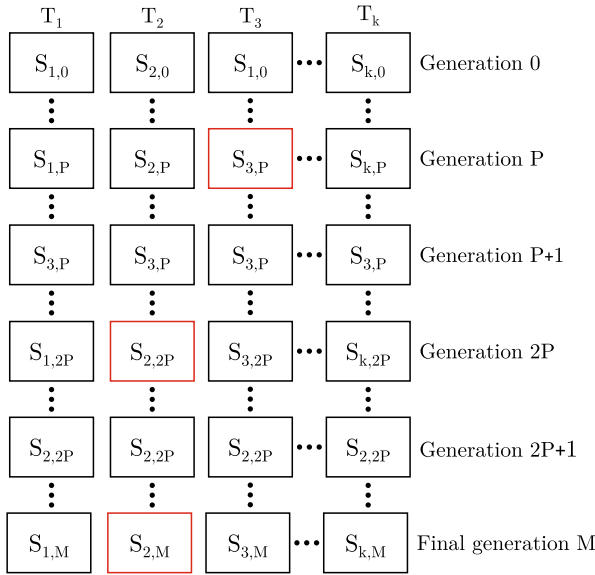 T1 T2 T3 Tk
S1,0 S2,0 S1,0 Sk,0 Generation 0
S1,P S2,P S3,P Sk,P Generation P
S3,P S3,P S3,P S3,P Generation P+1
S1,2P S2,2P S3,2P Sk,2P Generation 2P
S2,2P S2,2P S2,2P S2,2P Generation 2P+1
S1,M S2,M S3,M Sk,M Final generation M